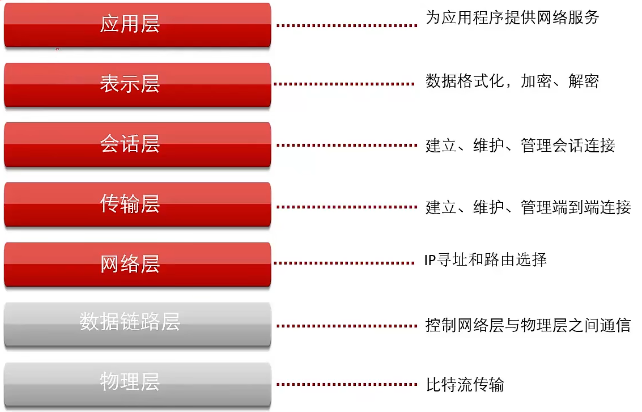 应用层
为应用程序提供网络服务
表示层
数据格式化，加密、解密
会话层
建立、维护、管理会话连接
传输层
建立、维护、管理端到端连接
网络层
IP寻址和路由选择
数据链路层
控制网络层与物理层之间通信
物理层
比特流传输